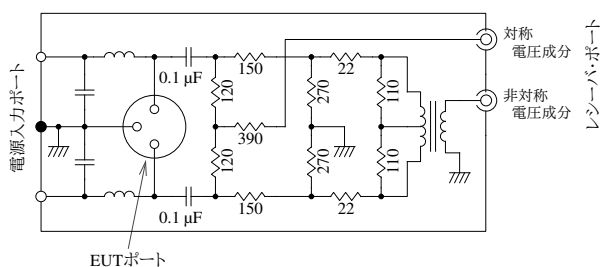 対称
電圧成分
0.1 µF
150
22
120
270
110
非対称
電圧成分
電源入力ポート
レシーバ・ポート
390
120
270
110
0.1 µF
150
22
EUTポート